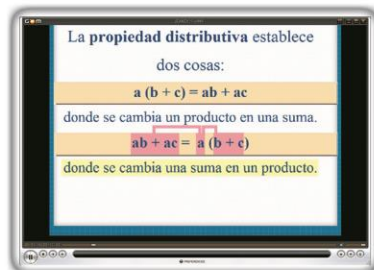 La propiedad distributiva establece
dos cosas:
a (b + c) = ab + ac
donde se cambia un producto en una suma.
ab + ac = a (b + c)
donde se cambia una suma en un producto.